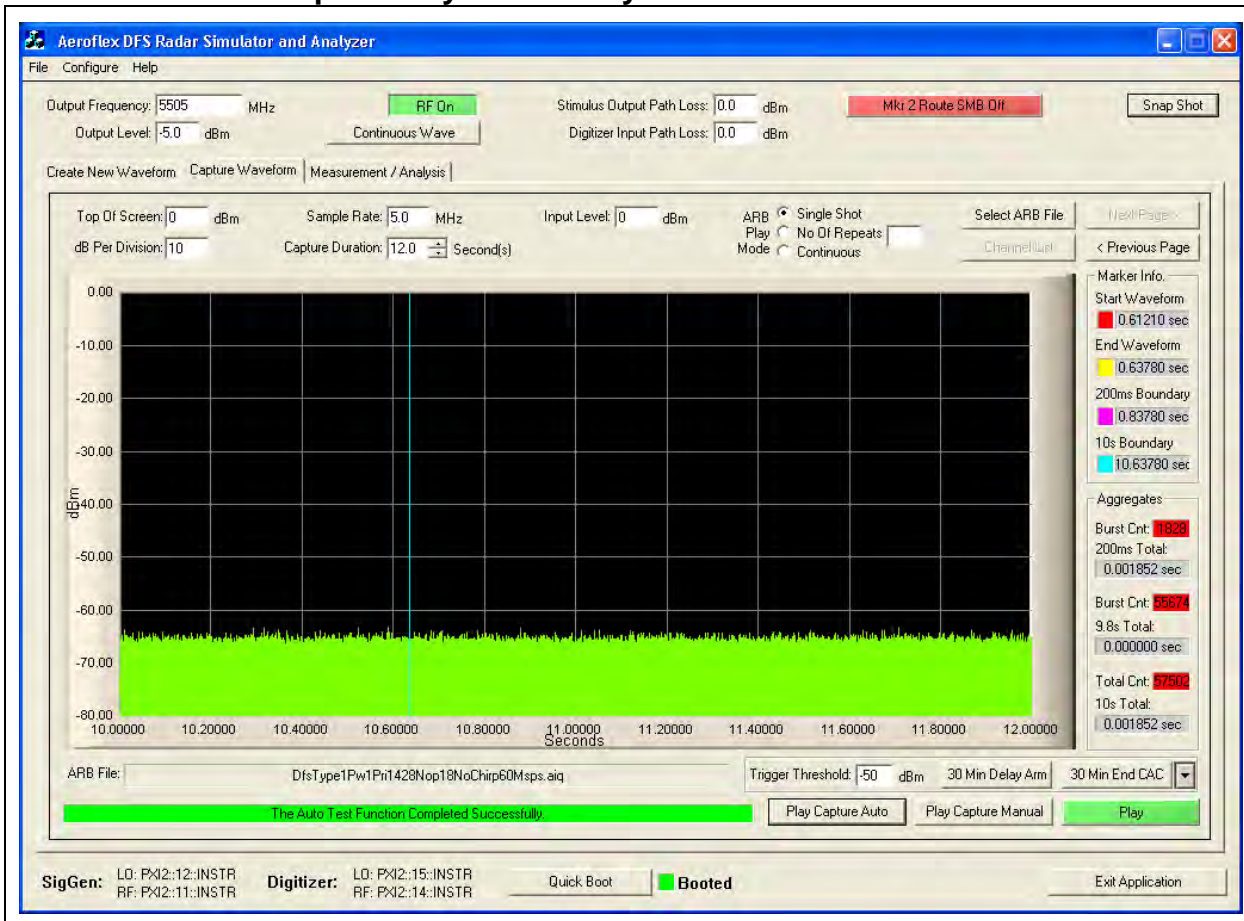 Aeroflex DFS Radar Simulator and Analyzer
File Configure Help
Output Frequency: 5505 MHz
RF On
Stimulus Output Path Loss: 0.0 dBm
Mkr 2 Route SMB Off
Snap Shot
Output Level: -5.0 dBm
Continuous Wave
Digitizer Input Path Loss: 0.0 dBm
Create New Waveform Capture Waveform Measurement / Analysis
Top Of Screen: 0 dBm
Sample Rate: 5.0 MHz
Input Level: 0 dBm
ARB Play Mode
Single Shot
No Of Repeats
Continuous
Select ARB File
Next Page >
dB Per Division: 10
Capture Duration: 12.0 Second(s)
Channel List
< Previous Page
Marker Info.
Start Waveform
0.61210 sec
End Waveform
0.63780 sec
200ms Boundary
0.83780 sec
10s Boundary
10.63780 sec
Aggregates
Burst Cnt: 1828
200ms Total:
0.001852 sec
Burst Cnt: 55674
9.8s Total:
0.000000 sec
Total Cnt: 57502
10s Total:
0.001852 sec
0.00
-10.00
-20.00
-30.00
-40.00
-50.00
-60.00
-70.00
-80.00
dBm
10.00000 10.20000 10.40000 10.60000 10.80000 11.00000 11.20000 11.40000 11.60000 11.80000 12.00000
Seconds
ARB File: DfsType1Pw1Pri1428Nop18NoChirp60Msps.aiq
Trigger Threshold: -50 dBm
30 Min Delay Arm
30 Min End CAC
The Auto Test Function Completed Successfully.
Play Capture Auto
Play Capture Manual
Play
SigGen: LO: PXI2::12::INSTR
RF: PXI2::11::INSTR
Digitizer: LO: PXI2::15::INSTR
RF: PXI2::14::INSTR
Quick Boot
Booted
Exit Application